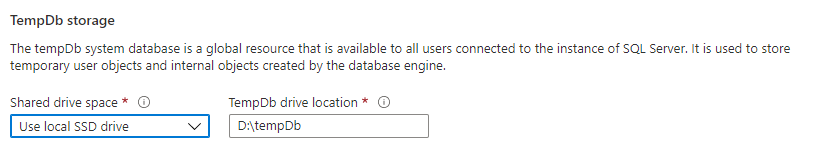 TempDb storage
The tempDb system database is a global resource that is available to all users connected to the instance of SQL Server. It is used to store
temporary user objects and internal objects created by the database engine.
Shared drive space * TempDb drive location *
Use local SSD drive D:\tempDb